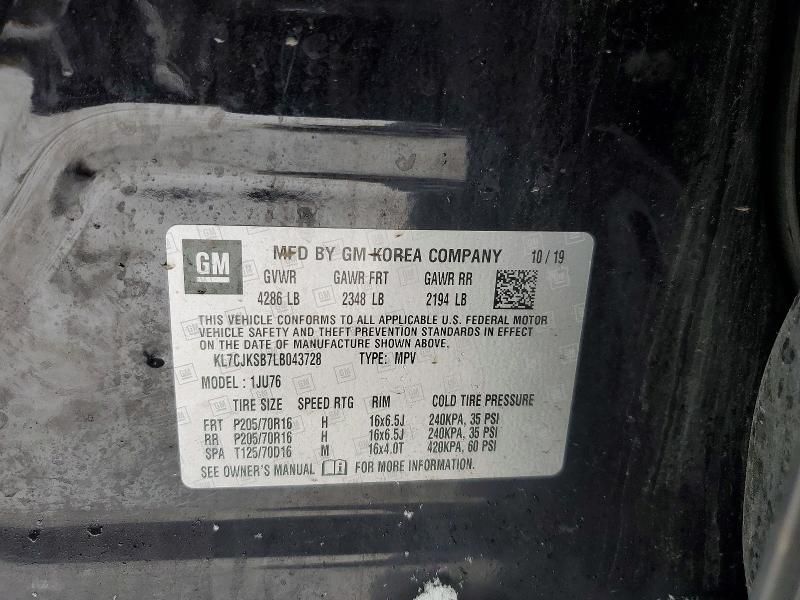 GM MFD BY GM KOREA COMPANY 10/19
GVWR GAWR FRT GAWR RR
4286 LB 2348 LB 2194 LB
THIS VEHICLE CONFORMS TO ALL APPLICABLE U.S. FEDERAL MOTOR
VEHICLE SAFETY AND THEFT PREVENTION STANDARDS IN EFFECT
ON THE DATE OF MANUFACTURE SHOWN ABOVE.
KL7CJKSB7LB043728 TYPE: MPV
MODEL: 1JU76
TIRE SIZE SPEED RTG RIM COLD TIRE PRESSURE
FRT P205/70R16 H 16x6.5J 240KPA, 35 PSI
RR P205/70R16 H 16x6.5J 240KPA, 35 PSI
SPA T125/70D16 M 16x4.0T 420KPA, 60 PSI
SEE OWNER'S MANUAL FOR MORE INFORMATION.